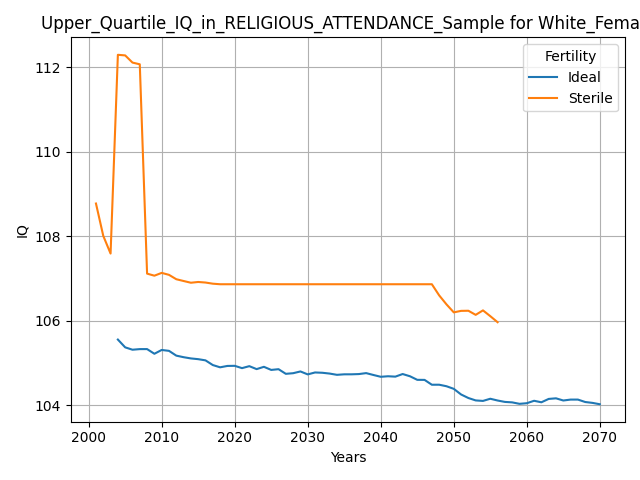 Upper_Quartile_IQ_in_RELIGIOUS_ATTENDANCE_Sample for White_Fema
Fertility
Ideal
Sterile
IQ
112
110
108
106
104
2000 2010 2020 2030 2040 2050 2060 2070
Years